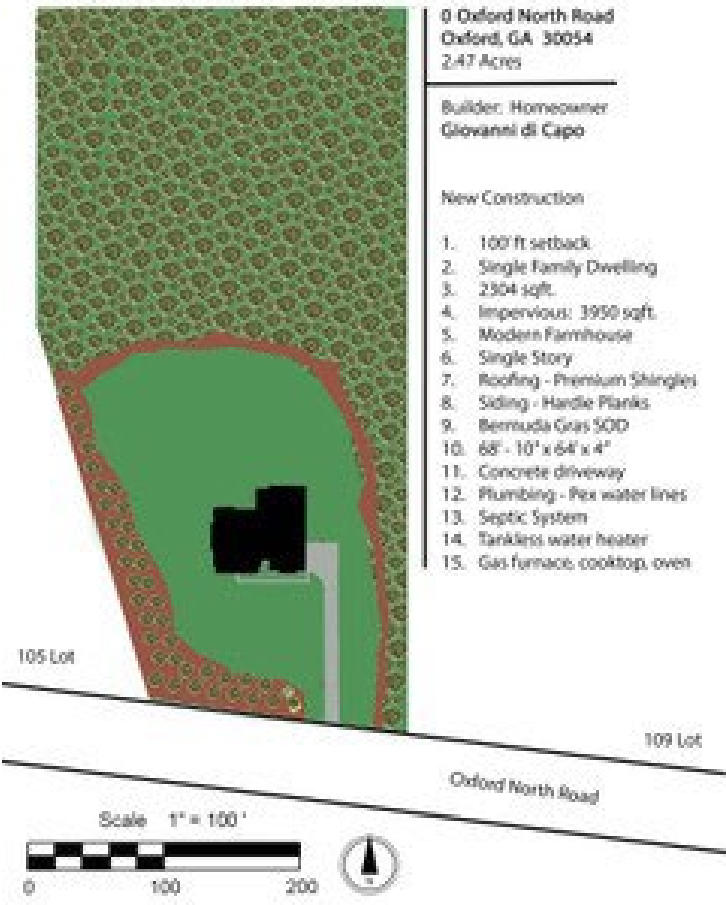 0 Oxford North Road
Oxford, GA 30054
2.47 Acres
Builder: Homeowner
Giovanni di Capo
New Construction
1. 100' ft setback
2. Single Family Dwelling
3. 2304 sqft.
4. Impervious: 3950 sqft.
5. Modern Farmhouse
6. Single Story
7. Roofing - Premium Shingles
8. Siding - Hardie Planks
9. Bermuda Gras SOD
10. 68' - 10" x 64' x 4"
11. Concrete driveway
12. Plumbing - Pex water lines
13. Septic System
14. Tankless water heater
15. Gas furnace, cooktop, oven
105 Lot
109 Lot
Oxford North Road
Scale 1" = 100 '
0 100 200